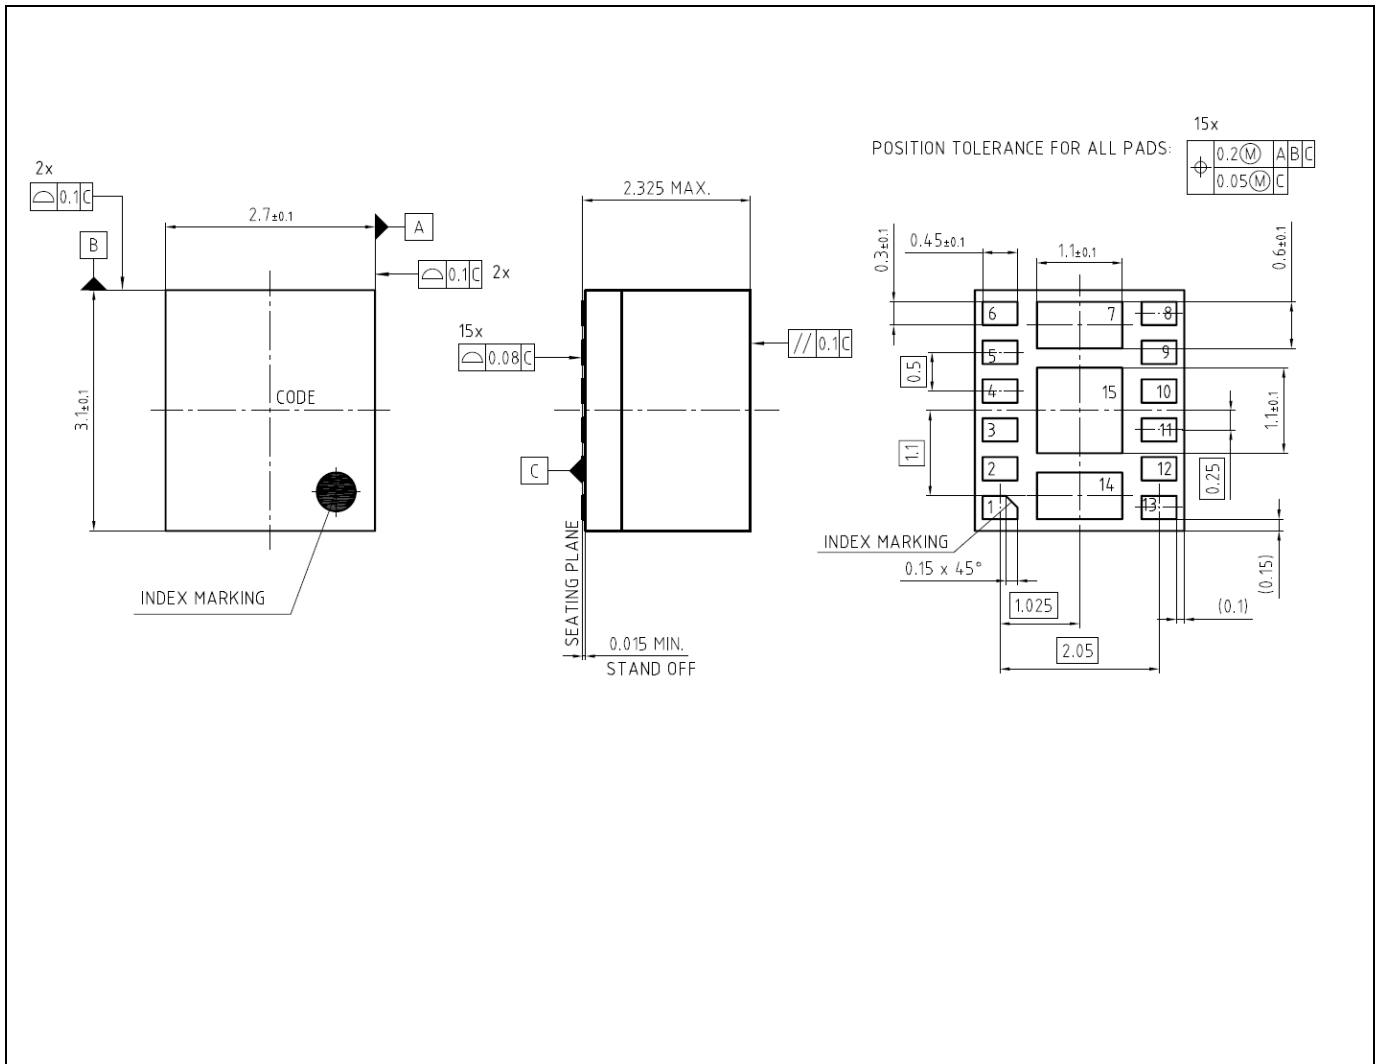 2x
0.1 C
2.7±0.1
A
B
0.1 C 2x
3.1±0.1
CODE
INDEX MARKING
2.325 MAX.
15x
0.08 C
// 0.1 C
C
SEATING PLANE
0.015 MIN.
STAND OFF
15x
POSITION TOLERANCE FOR ALL PADS:
0.2 Ⓜ A B C
0.05 Ⓜ C
0.3±0.1
0.45±0.1
1.1±0.1
0.6±0.1
6 7 8
5 9
0.5
4 15 10
1.1±0.1
3 11
1.1
0.25
2 12
14
1 13
INDEX MARKING
0.15 x 45°
1.025
(0.1)
(0.15)
2.05